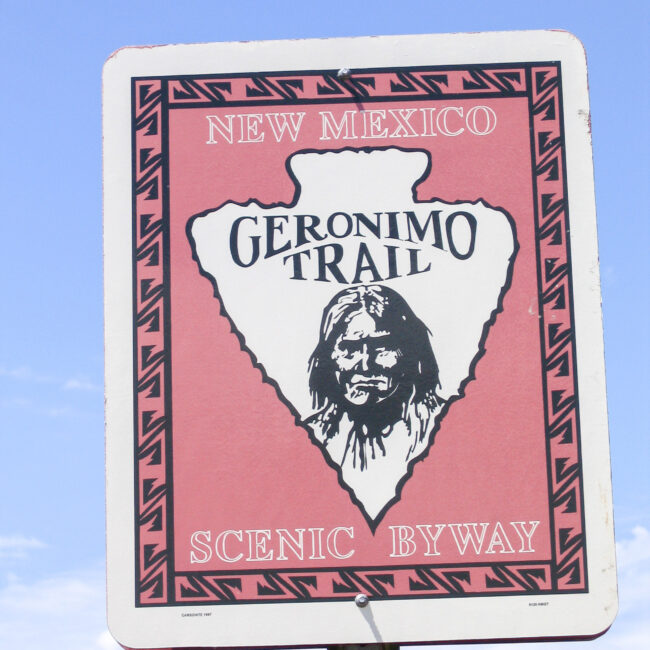 NEW MEXICO
GERONIMO
TRAIL
SCENIC BYWAY